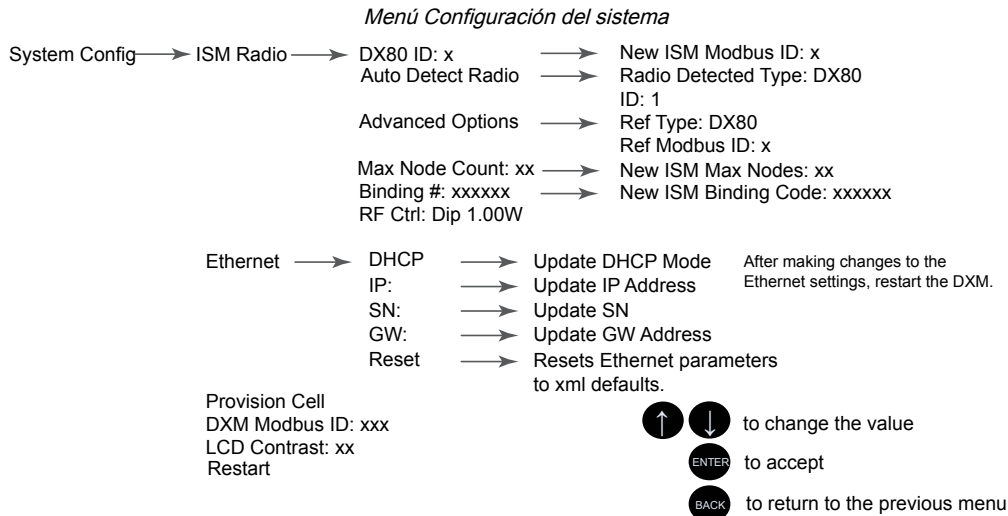 Menú Configuración del sistema
System Config ISM Radio DX80 ID: x New ISM Modbus ID: x
Auto Detect Radio Radio Detected Type: DX80
ID: 1
Advanced Options Ref Type: DX80
Ref Modbus ID: x
Max Node Count: xx New ISM Max Nodes: xx
Binding #: xxxxxx New ISM Binding Code: xxxxxx
RF Ctrl: Dip 1.00W
Ethernet DHCP Update DHCP Mode After making changes to the
IP: Update IP Address Ethernet settings, restart the DXM.
SN: Update SN
GW: Update GW Address
Reset Resets Ethernet parameters
to xml defaults.
Provision Cell
DXM Modbus ID: xxx to change the value
LCD Contrast: xx
Restart ENTER to accept
BACK to return to the previous menu